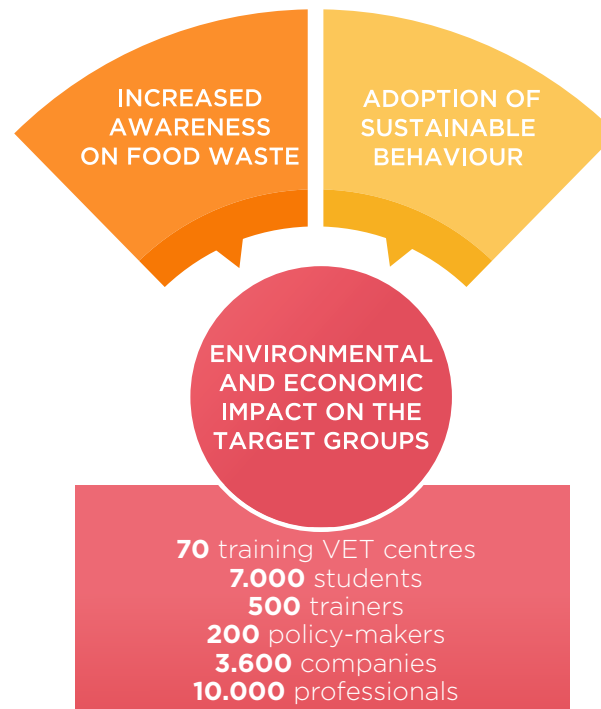 INCREASED
AWARENESS
ON FOOD WASTE
ADOPTION OF
SUSTAINABLE
BEHAVIOUR
ENVIRONMENTAL
AND ECONOMIC
IMPACT ON THE
TARGET GROUPS
70 training VET centres
7.000 students
500 trainers
200 policy-makers
3.600 companies
10.000 professionals